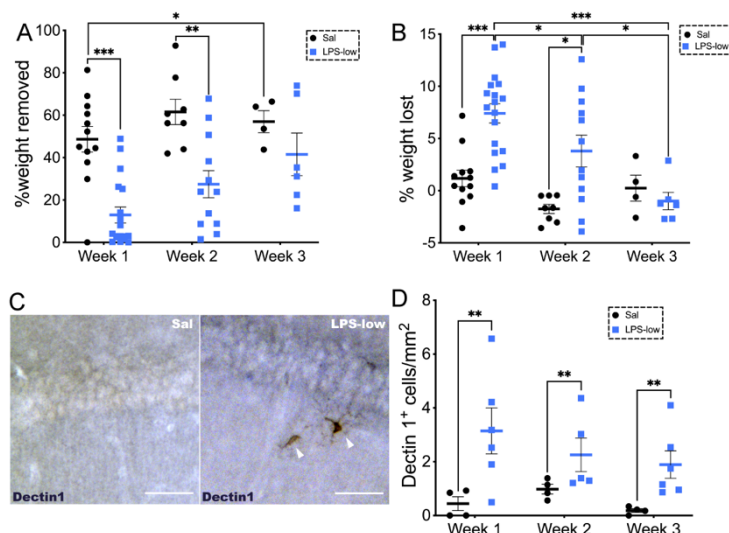 A
*
***
**
Sal
LPS-low
%weight removed
100
80
60
40
20
0
Week 1
Week 2
Week 3
B
***
*
*
***
*
Sal
LPS-low
% weight lost
15
10
5
0
-5
Week 1
Week 2
Week 3
C
Sal
LPS-low
Dectin1
Dectin1
D
Sal
LPS-low
**
**
**
Dectin 1+ cells/mm2
8
6
4
2
0
Week 1
Week 2
Week 3